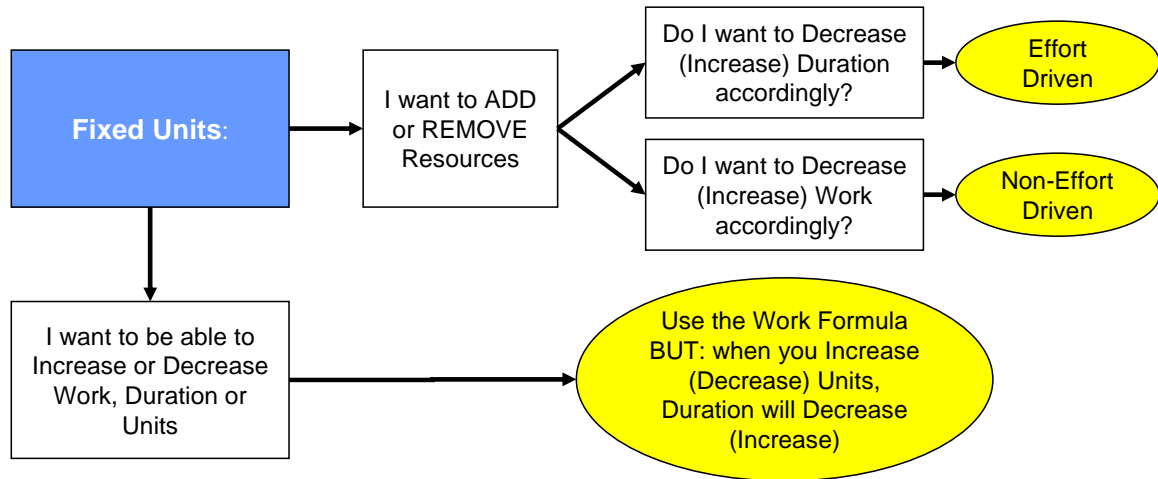 Fixed Units:
I want to ADD
or REMOVE
Resources
Do I want to Decrease
(Increase) Duration
accordingly?
Effort
Driven
Do I want to Decrease
(Increase) Work
accordingly?
Non-Effort
Driven
I want to be able to
Increase or Decrease
Work, Duration or
Units
Use the Work Formula
BUT: when you Increase
(Decrease) Units,
Duration will Decrease
(Increase)